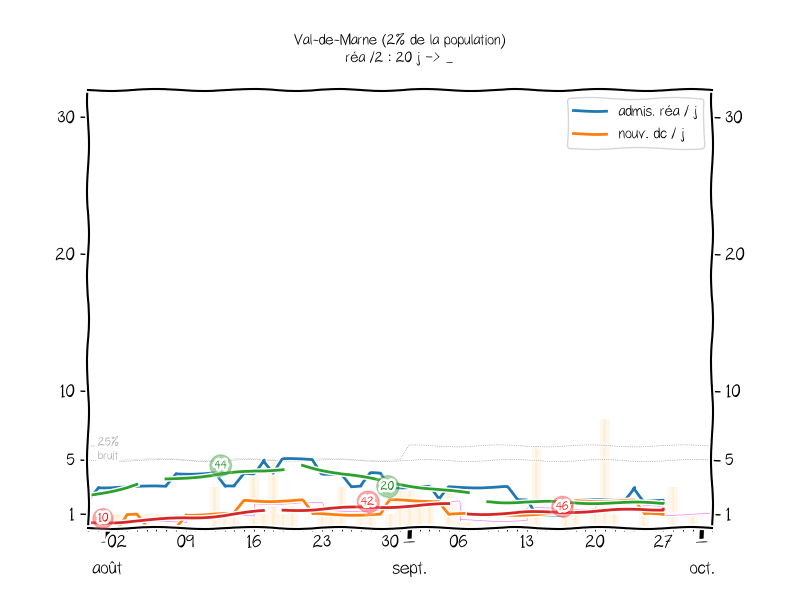 Val-de-Marne (2% de la population)
réa /2 : 20 j -> _
admis. réa / j
nouv. dc / j
30 30
20 20
10 10
25%
bruit
5 5
1 1
44
20
42
46
10
02 09 16 23 30 06 13 20 27
août sept. oct.